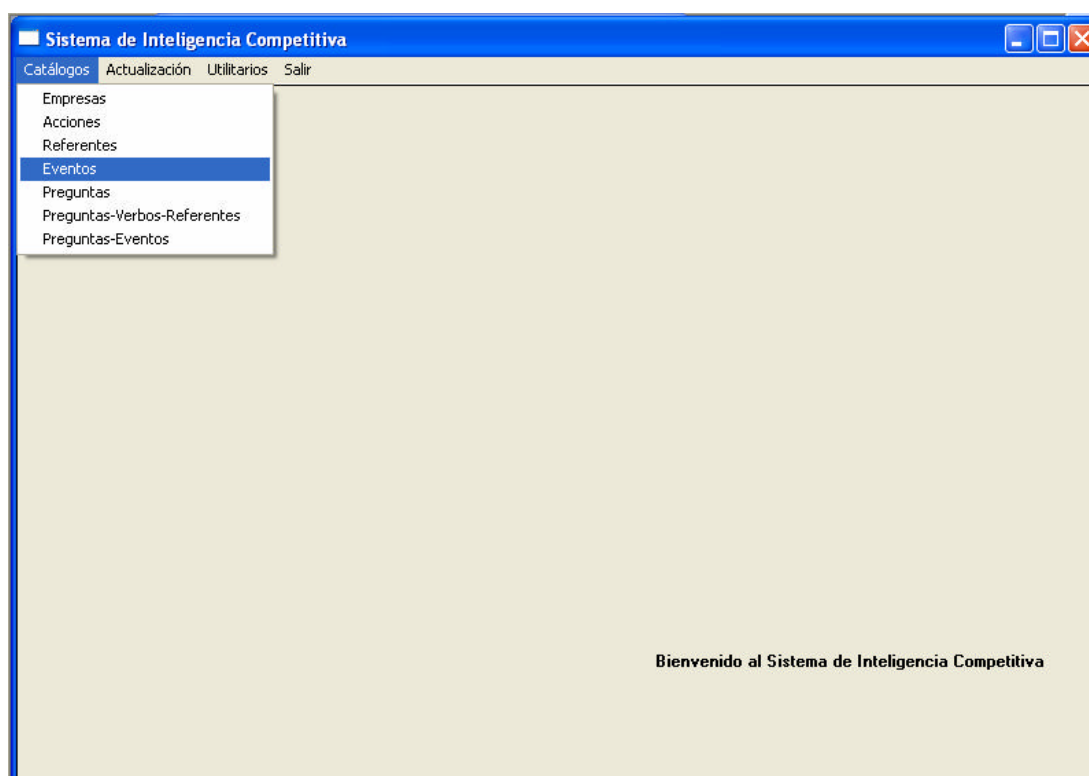 Sistema de Inteligencia Competitiva
Catálogos Actualización Utilitarios Salir
Empresas
Acciones
Referentes
Eventos
Preguntas
Preguntas-Verbos-Referentes
Preguntas-Eventos
Bienvenido al Sistema de Inteligencia Competitiva